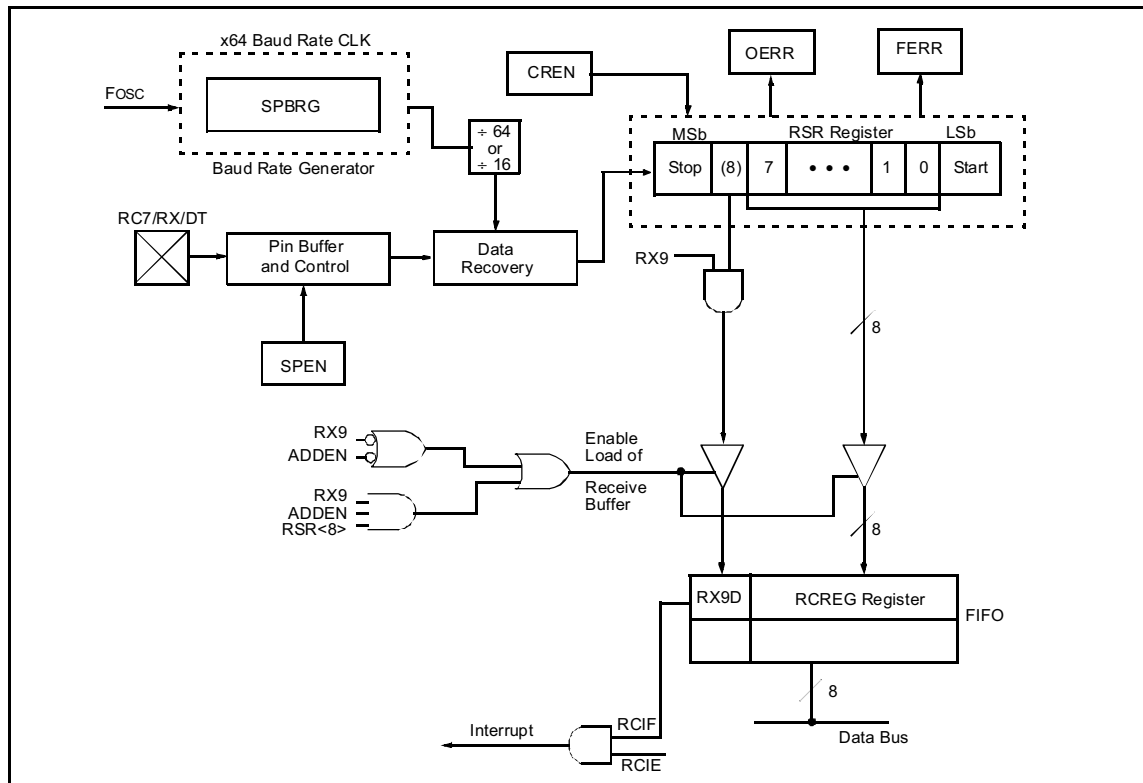 x64 Baud Rate CLK
FOSC
SPBRG
Baud Rate Generator
÷ 64
or
÷ 16
CREN
OERR
FERR
MSb
RSR Register
LSb
Stop
(8)
7
• • •
1
0
Start
RC7/RX/DT
Pin Buffer
and Control
Data
Recovery
SPEN
RX9
8
RX9
ADDEN
RX9
ADDEN
RSR<8>
Enable
Load of
Receive
Buffer
8
RX9D
RCREG Register
FIFO
8
Data Bus
Interrupt
RCIF
RCIE